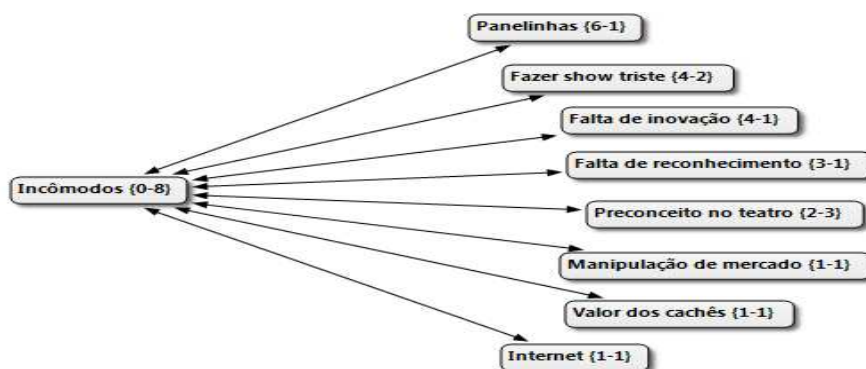 Panelinhas {6-1}
Fazer show triste {4-2}
Falta de inovação {4-1}
Falta de reconhecimento {3-1}
Incômodos {0-8}
Preconceito no teatro {2-3}
Manipulação de mercado {1-1}
Valor dos cachês {1-1}
Internet {1-1}